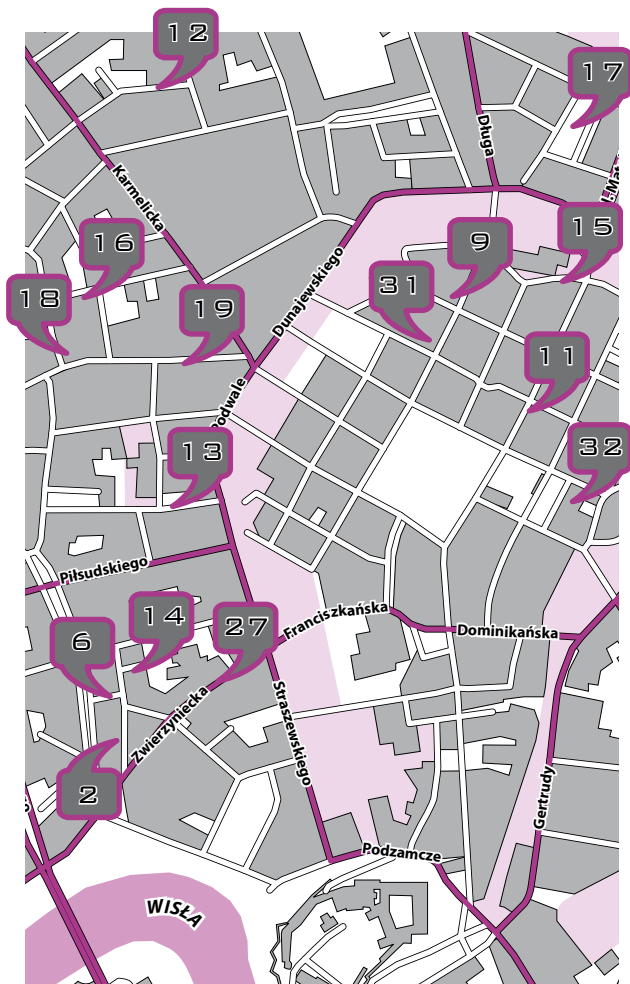 12
17
Długa
J. Mat
Karmelicka
16
9
15
Dunajewskiego
31
18
19
11
Podwale
13
32
Piłsudskiego
14
27
Franciszkańska
Dominikańska
6
Zwierzyniecka
Straszewskiego
2
Gertrudy
Podzamcze
WISŁA